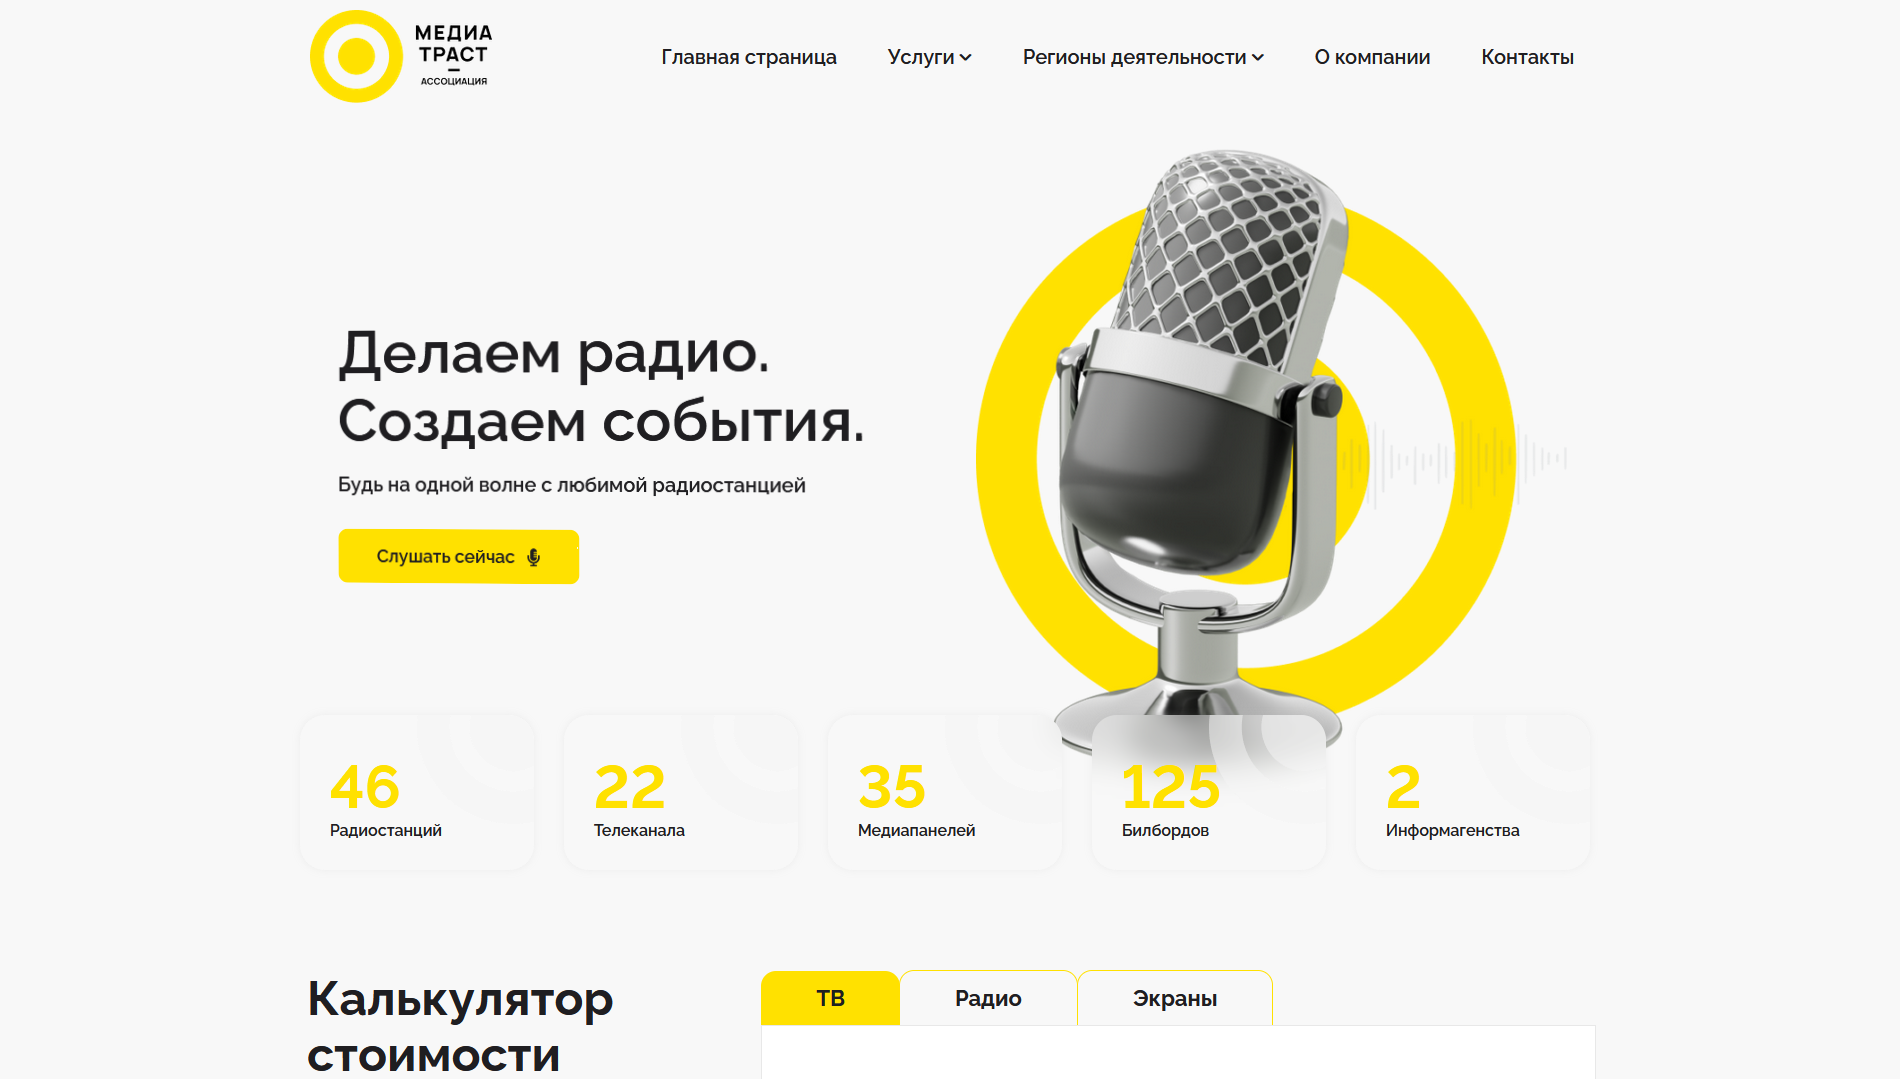 МЕДИА
ТРАСТ
АССОЦИАЦИЯ
Главная страница
Услуги
Регионы деятельности
О компании
Контакты
Делаем радио.
Создаем события.
Будь на одной волне с любимой радиостанцией
Слушать сейчас
46
Радиостанций
22
Телеканала
35
Медиапанелей
125
Билбордов
2
Информагенства
Калькулятор
стоимости
ТВ
Радио
Экраны